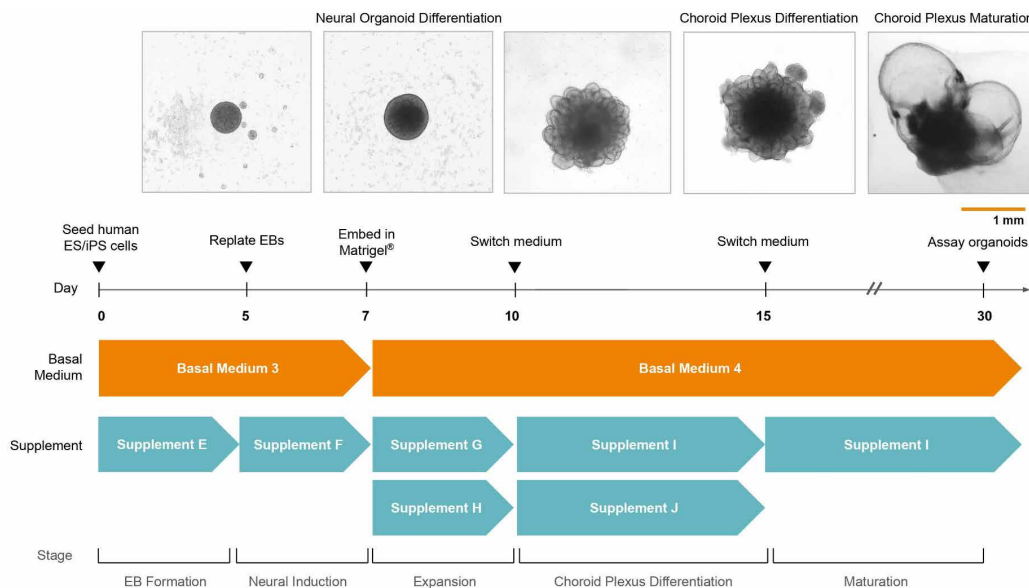 Neural Organoid Differentiation
Choroid Plexus Differentiation
Choroid Plexus Maturation
1 mm
Seed human
ES/iPS cells
Replate EBs
Embed in
Matrigel®
Switch medium
Switch medium
Assay organoids
Day
0
5
7
10
15
30
Basal
Medium
Basal Medium 3
Basal Medium 4
Supplement
Supplement E
Supplement F
Supplement G
Supplement I
Supplement I
Supplement H
Supplement J
Stage
EB Formation
Neural Induction
Expansion
Choroid Plexus Differentiation
Maturation